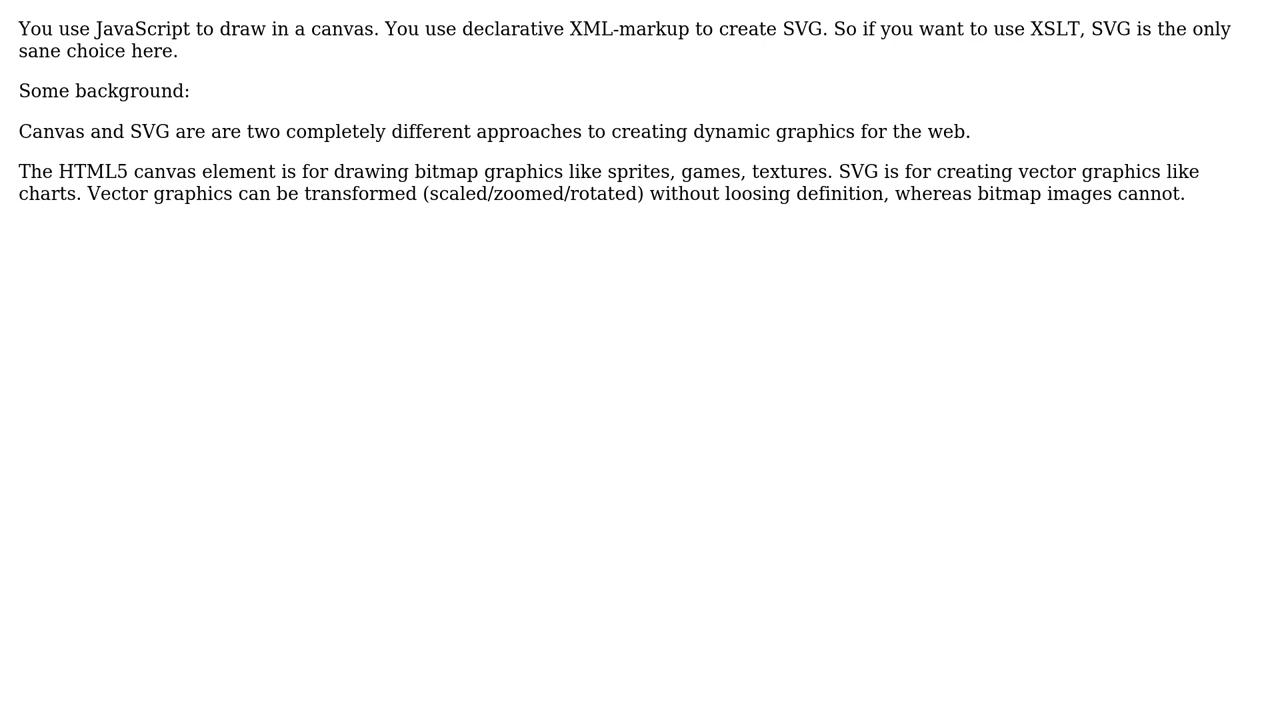 You use JavaScript to draw in a canvas. You use declarative XML-markup to create SVG. So if you want to use XSLT, SVG is the only
sane choice here.
Some background:
Canvas and SVG are are two completely different approaches to creating dynamic graphics for the web.
The HTML5 canvas element is for drawing bitmap graphics like sprites, games, textures. SVG is for creating vector graphics like
charts. Vector graphics can be transformed (scaled/zoomed/rotated) without loosing definition, whereas bitmap images cannot.